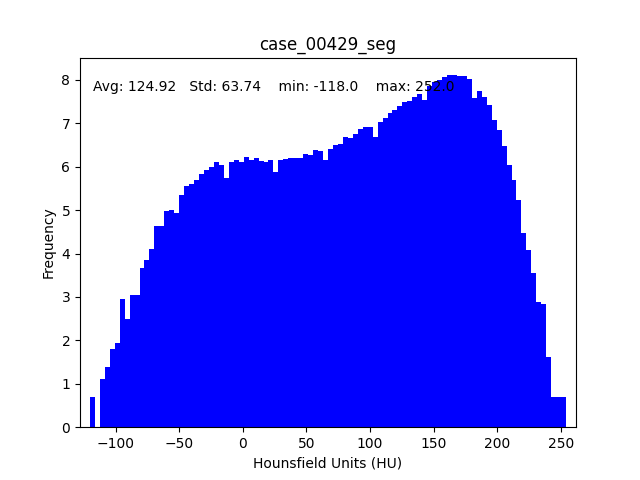 case_00429_seg
Avg: 124.92 Std: 63.74 min: -118.0 max: 252.0
8
7
6
5
4
3
2
1
0
Frequency
−100 −50 0 50 100 150 200 250
Hounsfield Units (HU)